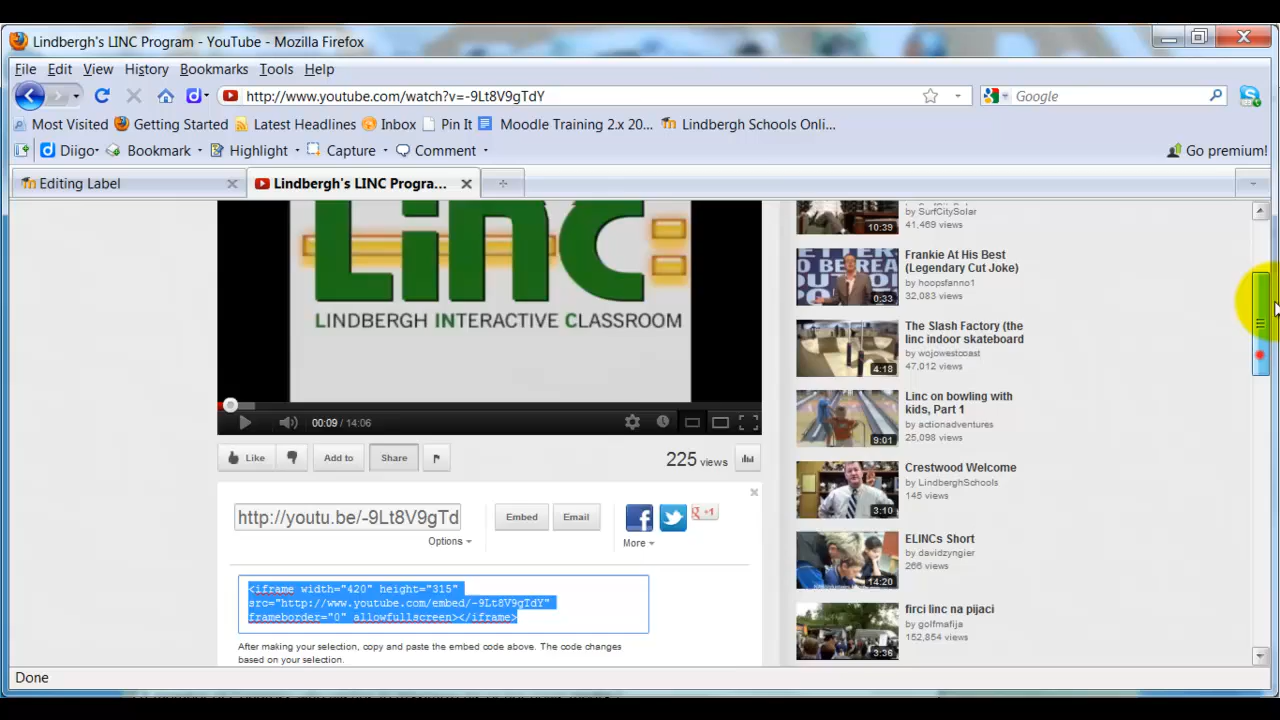 Lindbergh's LINC Program - YouTube - Mozilla Firefox
File Edit View History Bookmarks Tools Help
http://www.youtube.com/watch?v=-9Lt8V9gTdY
Google
Most Visited Getting Started Latest Headlines Inbox Pin It Moodle Training 2.x 20... Lindbergh Schools Onli...
Diigo Bookmark Highlight Capture Comment Go premium!
Editing Label Lindbergh's LINC Progra...
Linc
LINDBERGH INTERACTIVE CLASSROOM
00:09 / 14:06
Like Add to Share 225 views
http://youtu.be/-9Lt8V9gTd
Embed Email +1
Options More
<iframe width="420" height="315"
src="http://www.youtube.com/embed/-9Lt8V9gTdY"
frameborder="0" allowfullscreen></iframe>
After making your selection, copy and paste the embed code above. The code changes
based on your selection.
by SurfCitySolar
41,469 views
10:39
Frankie At His Best
(Legendary Cut Joke)
by hoopsfanno1
32,083 views
0:33
The Slash Factory (the
linc indoor skateboard
by wojowestcoast
47,012 views
4:18
Linc on bowling with
kids, Part 1
by actionadventures
25,098 views
9:01
Crestwood Welcome
by LindberghSchools
145 views
3:10
ELINCs Short
by davidzyngier
266 views
14:20
firci linc na pijaci
by golfmafija
152,854 views
3:36
Done